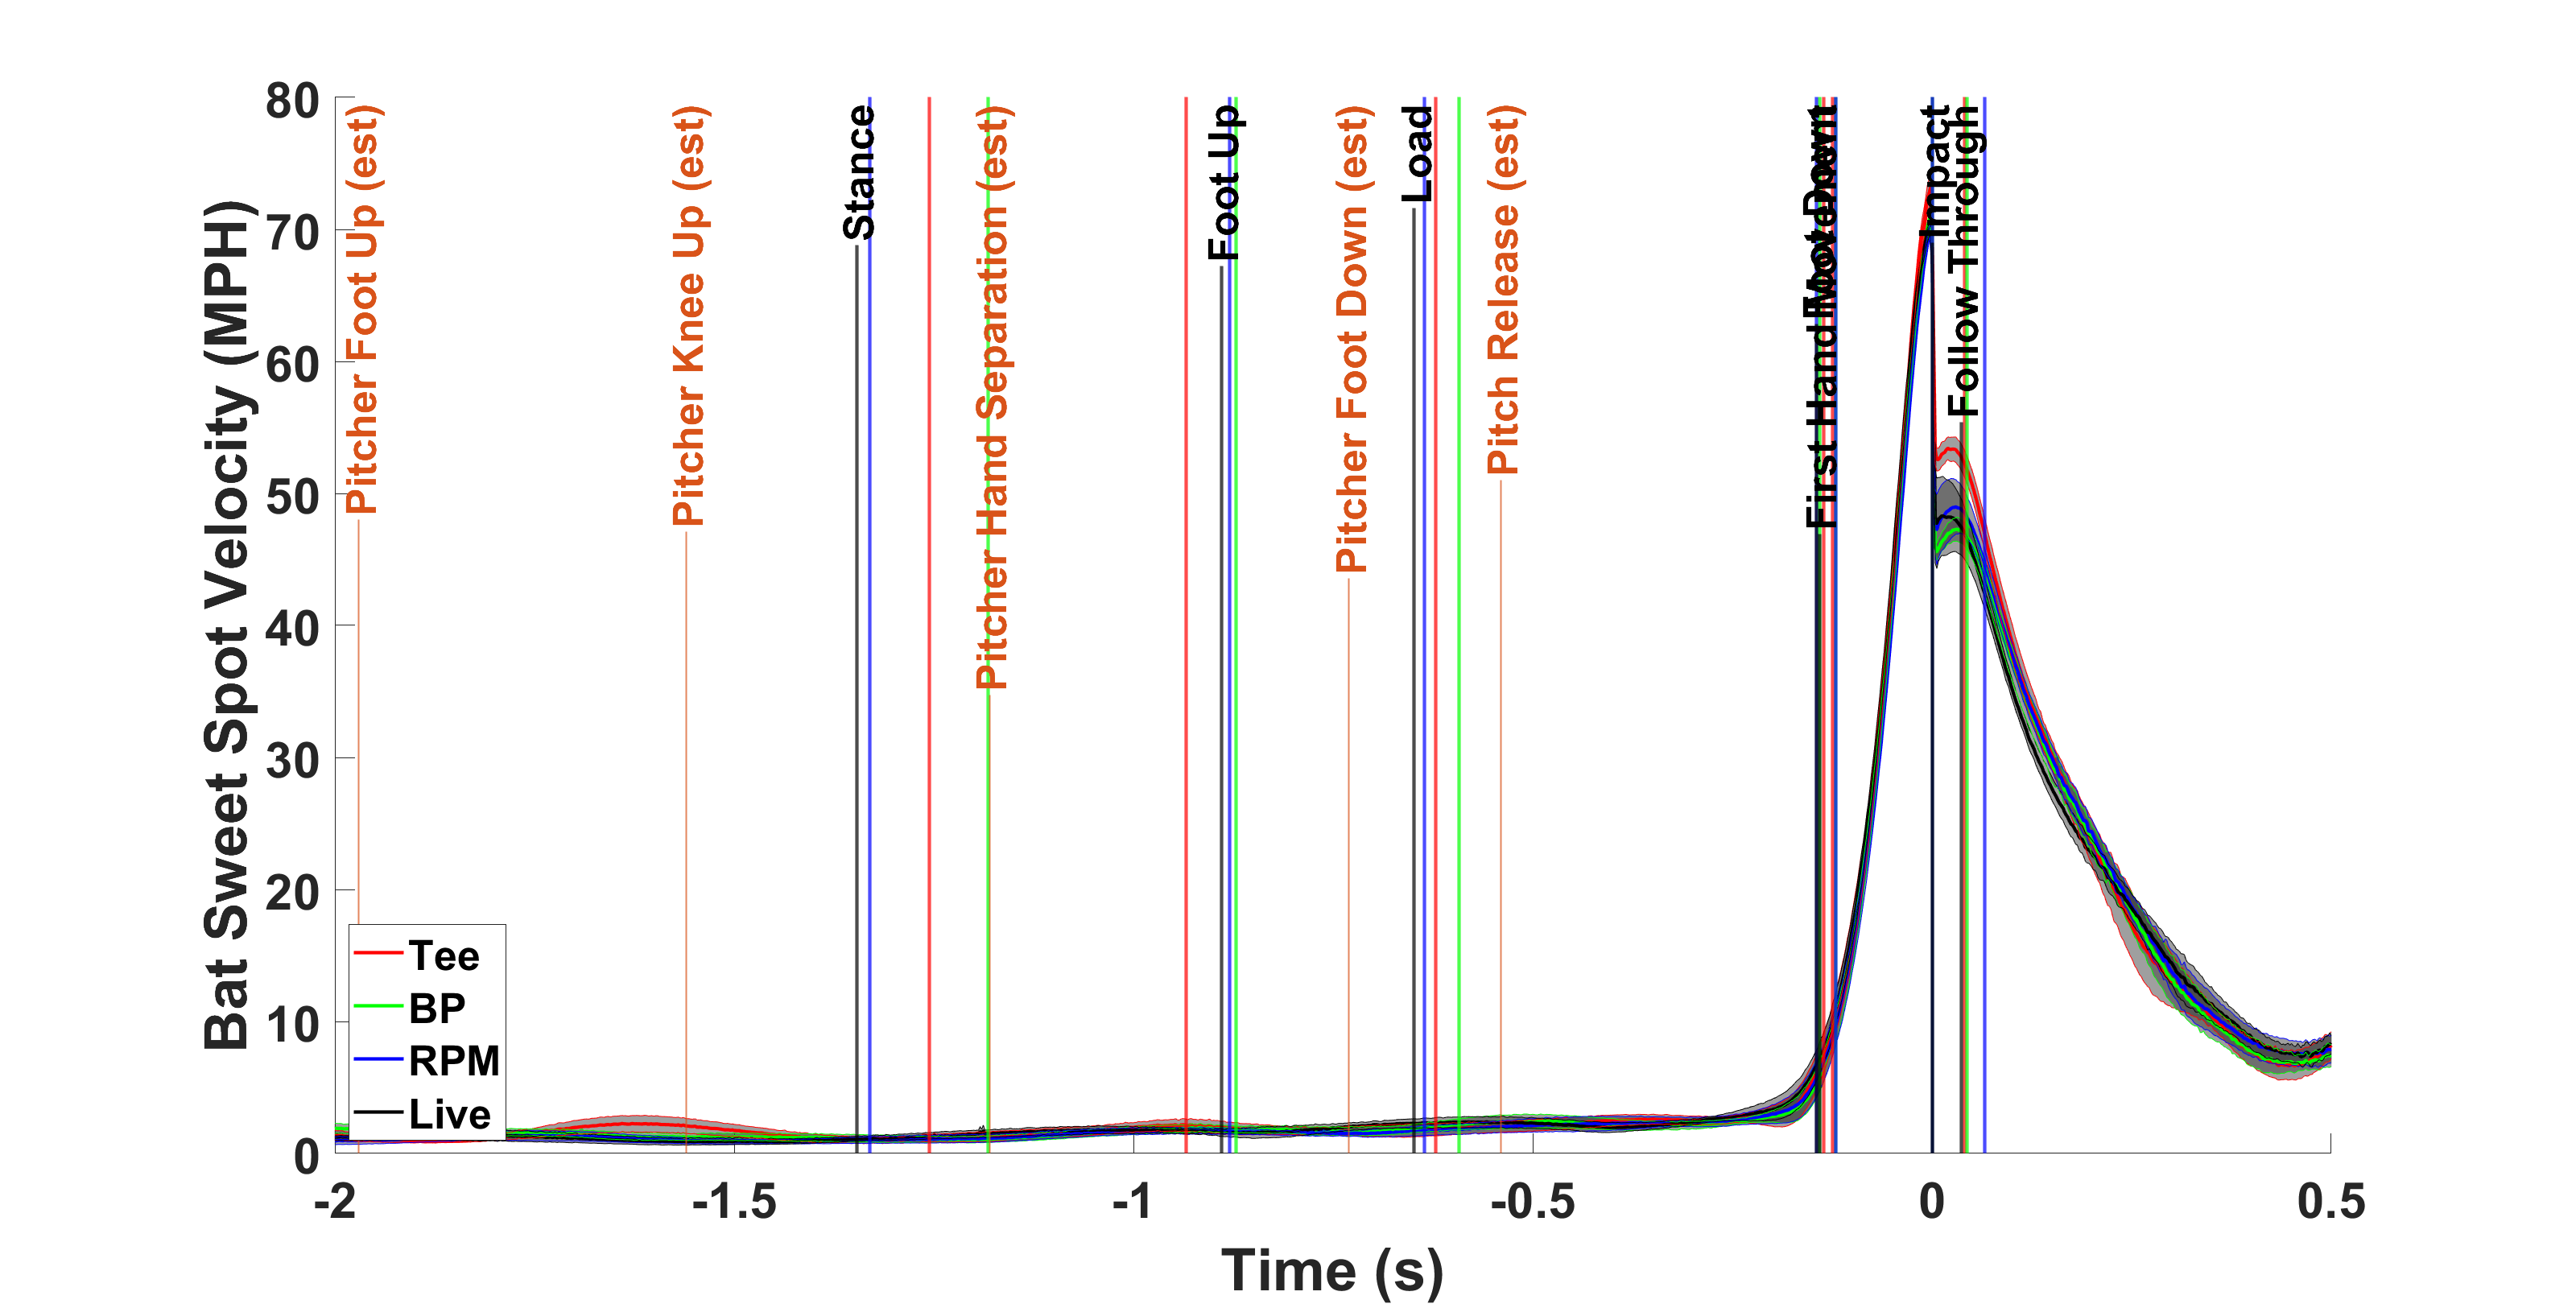 Bat Sweet Spot Velocity (MPH)
80
70
60
50
40
30
20
10
0
Pitcher Foot Up (est)
Pitcher Knee Up (est)
Stance
Pitcher Hand Separation (est)
Foot Up
Pitcher Foot Down (est)
Load
Pitch Release (est)
Foot Down
First Hand Movement
Impact
Follow Through
Tee
BP
RPM
Live
-2
-1.5
-1
-0.5
0
0.5
Time (s)